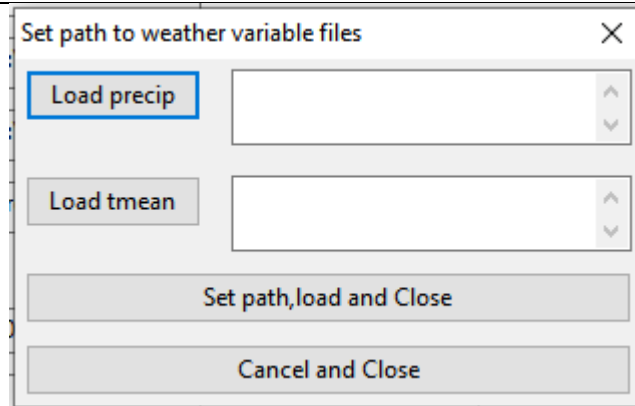 Set path to weather variable files
Load precip
Load tmean
Set path,load and Close
Cancel and Close